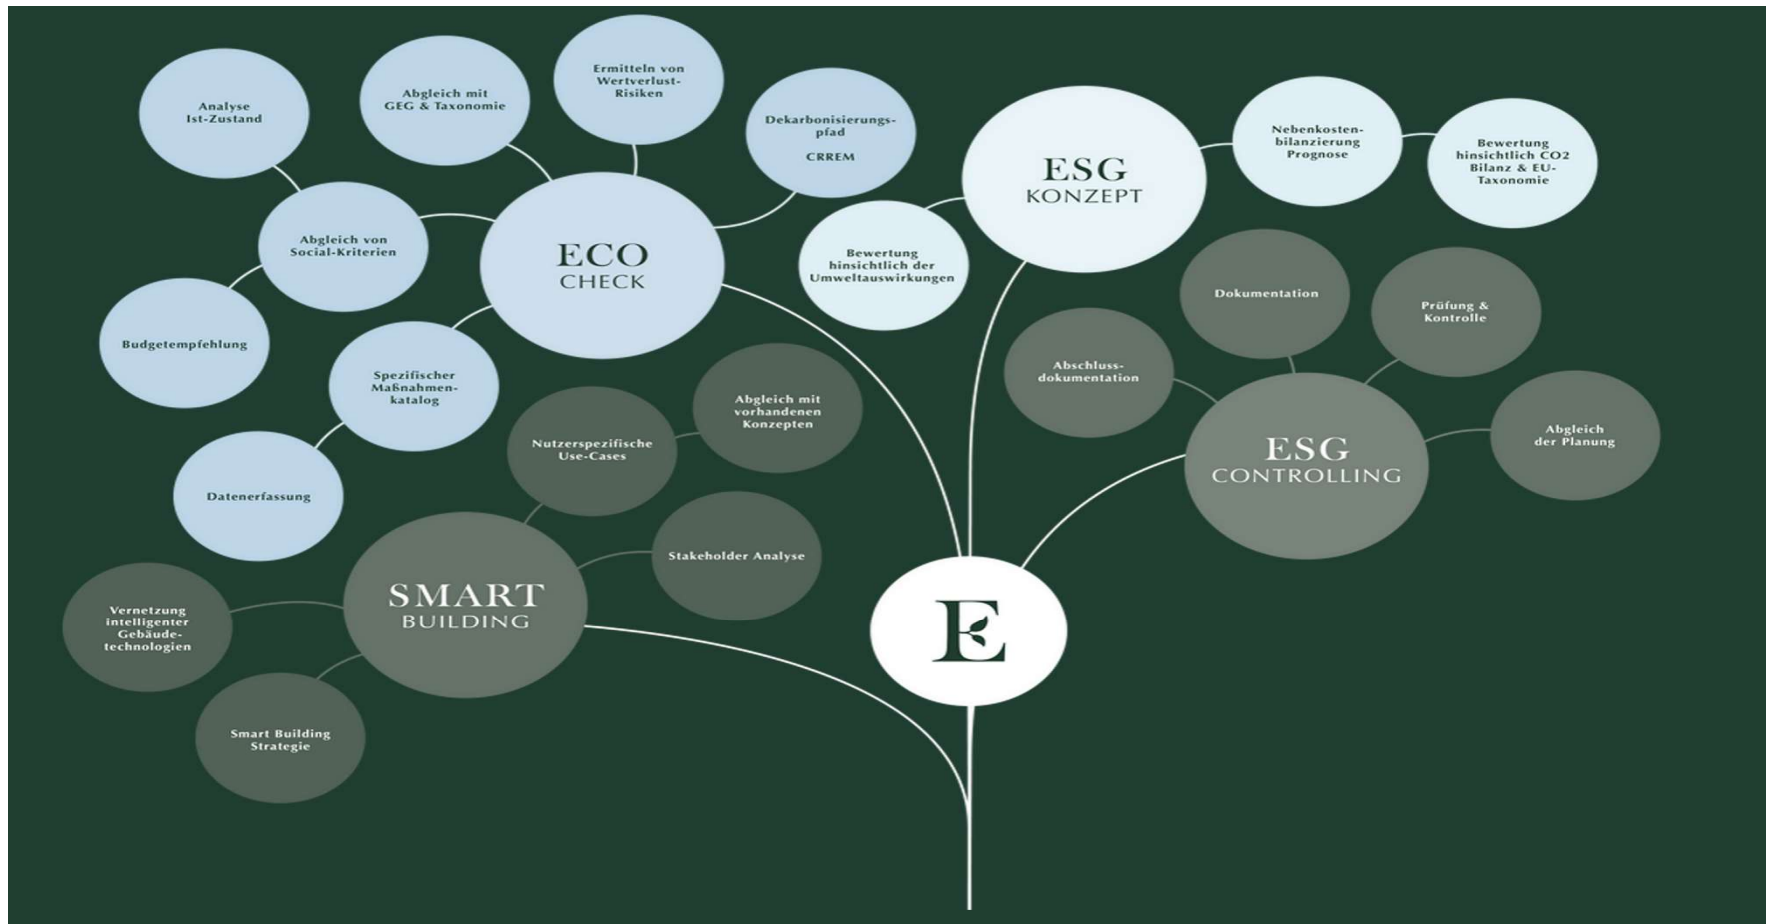 Analyse
Ist-Zustand
Abgleich mit
GEG & Taxonomie
Ermitteln von
Wertverlust-
Risiken
Dekarbonisierungs-
pfad
CRREM
Abgleich von
Social-Kriterien
ECO
CHECK
Budgetempfehlung
Spezifischer
Maßnahmen-
katalog
Datenerfassung
ESG
KONZEPT
Nebenkosten-
bilanzierung
Prognose
Bewertung
hinsichtlich CO2
Bilanz & EU-
Taxonomie
Bewertung
hinsichtlich der
Umweltauswirkungen
Dokumentation
Prüfung &
Kontrolle
Abschluss-
dokumentation
Abgleich
der Planung
ESG
CONTROLLING
Abgleich mit
vorhandenen
Konzepten
Nutzerspezifische
Use-Cases
Stakeholder Analyse
SMART
BUILDING
Vernetzung
intelligenter
Gebäude-
technologien
Smart Building
Strategie
E